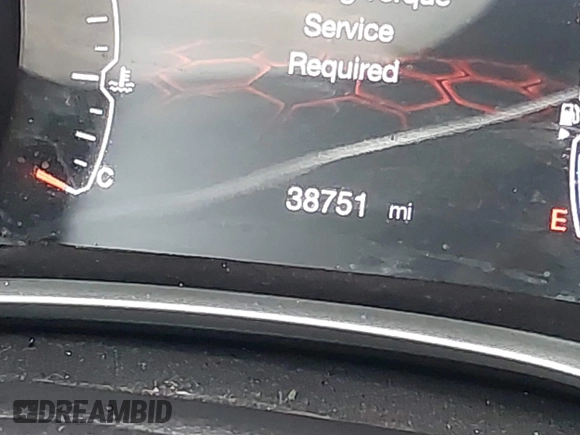 Service
Required
C
38751 mi
E
DREAMBID